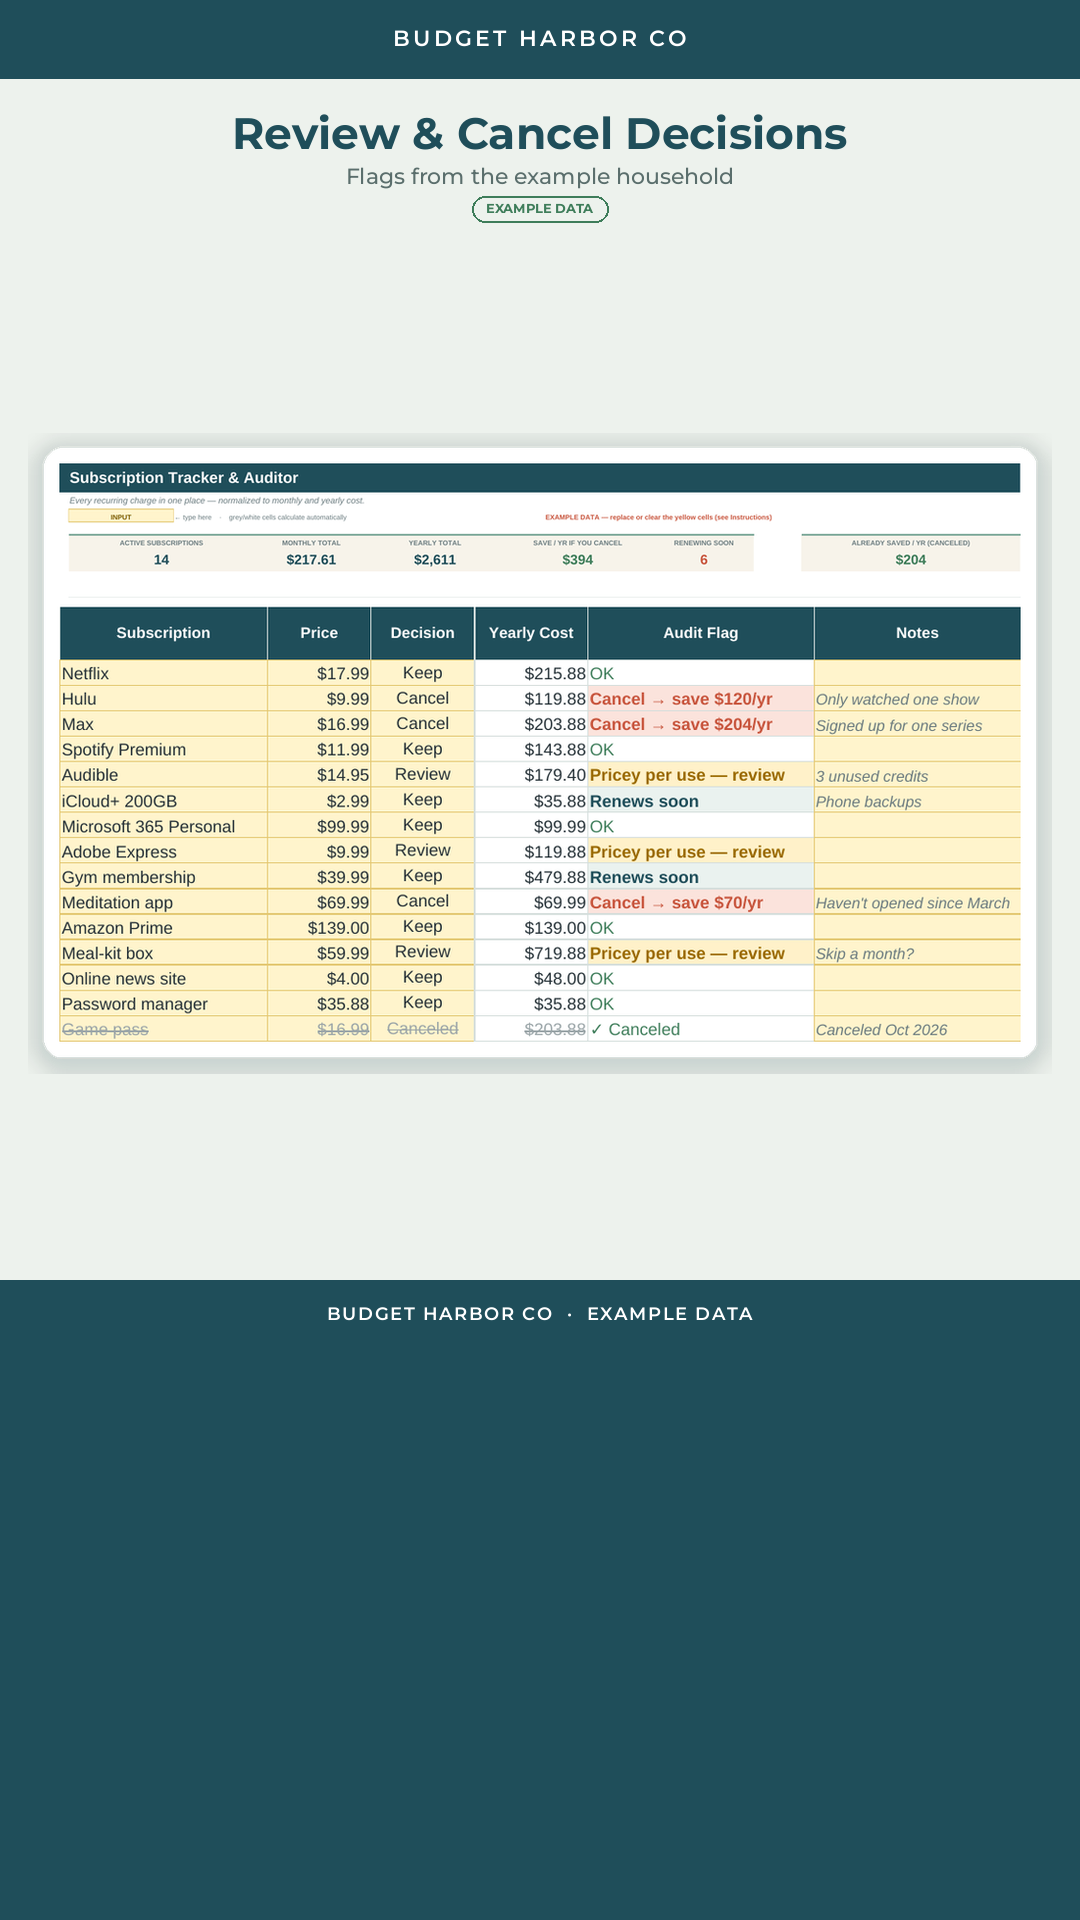 BUDGET HARBOR CO
Review & Cancel Decisions
Flags from the example household
EXAMPLE DATA
Subscription Tracker & Auditor
Every recurring charge in one place — normalized to monthly and yearly cost.
INPUT ← type here · grey/white cells calculate automatically EXAMPLE DATA — replace or clear the yellow cells (see Instructions)
ACTIVE SUBSCRIPTIONS MONTHLY TOTAL YEARLY TOTAL SAVE / YR IF YOU CANCEL RENEWING SOON ALREADY SAVED / YR (CANCELED)
14 $217.61 $2,611 $394 6 $204
Subscription Price Decision Yearly Cost Audit Flag Notes
Netflix $17.99 Keep $215.88 OK
Hulu $9.99 Cancel $119.88 Cancel → save $120/yr Only watched one show
Max $16.99 Cancel $203.88 Cancel → save $204/yr Signed up for one series
Spotify Premium $11.99 Keep $143.88 OK
Audible $14.95 Review $179.40 Pricey per use — review 3 unused credits
iCloud+ 200GB $2.99 Keep $35.88 Renews soon Phone backups
Microsoft 365 Personal $99.99 Keep $99.99 OK
Adobe Express $9.99 Review $119.88 Pricey per use — review
Gym membership $39.99 Keep $479.88 Renews soon
Meditation app $69.99 Cancel $69.99 Cancel → save $70/yr Haven't opened since March
Amazon Prime $139.00 Keep $139.00 OK
Meal-kit box $59.99 Review $719.88 Pricey per use — review Skip a month?
Online news site $4.00 Keep $48.00 OK
Password manager $35.88 Keep $35.88 OK
Game pass $16.99 Canceled $203.88 ✓ Canceled Canceled Oct 2026
BUDGET HARBOR CO · EXAMPLE DATA